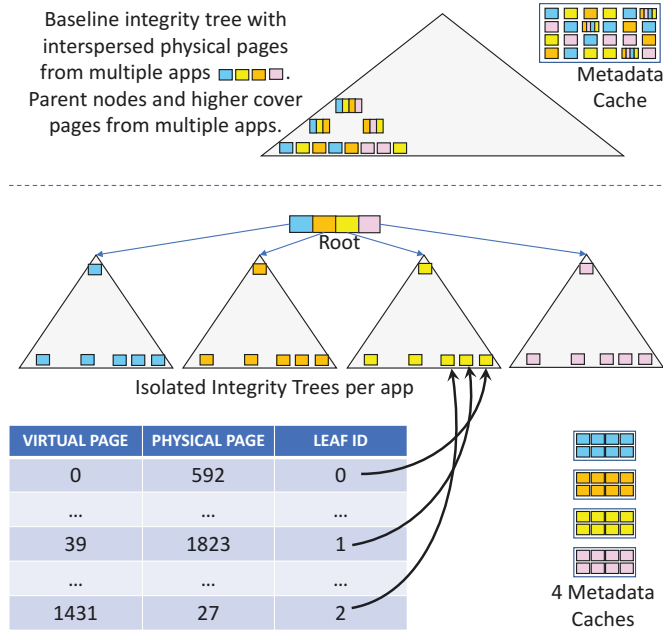 Baseline integrity tree with
interspersed physical pages
from multiple apps .
Parent nodes and higher cover
pages from multiple apps.
Metadata
Cache
Root
Isolated Integrity Trees per app
VIRTUAL PAGE PHYSICAL PAGE LEAF ID
0 592 0
... ...
39 1823 1
... ...
1431 27 2
4 Metadata
Caches